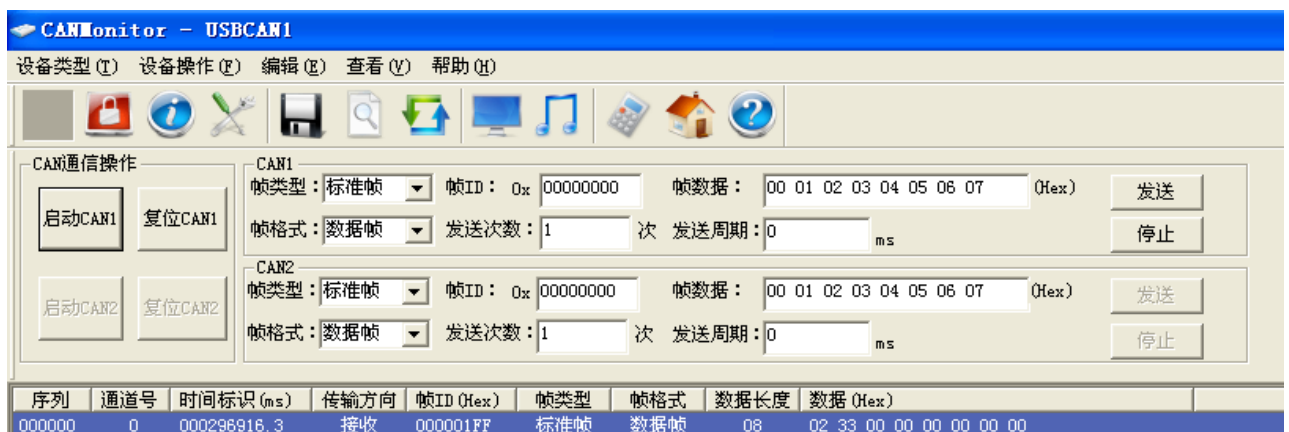 CANMonitor - USBCAN1
设备类型(T) 设备操作(F) 编辑(E) 查看(V) 帮助(H)
CAN通信操作
启动CAN1 复位CAN1
启动CAN2 复位CAN2
CAN1
帧类型：标准帧 帧ID： 0x 00000000 帧数据： 00 01 02 03 04 05 06 07 (Hex) 发送
帧格式：数据帧 发送次数：1 次 发送周期：0 ms 停止
CAN2
帧类型：标准帧 帧ID： 0x 00000000 帧数据： 00 01 02 03 04 05 06 07 (Hex) 发送
帧格式：数据帧 发送次数：1 次 发送周期：0 ms 停止
序列 通道号 时间标识(ms) 传输方向 帧ID(Hex) 帧类型 帧格式 数据长度 数据(Hex)
000000 0 000296916.3 接收 000001FF 标准帧 数据帧 08 02 33 00 00 00 00 00 00